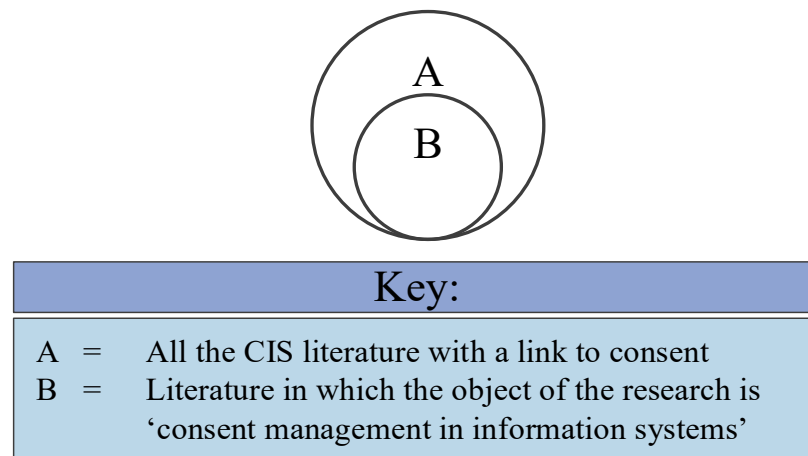 A
B
Key:
A = All the CIS literature with a link to consent
B = Literature in which the object of the research is
‘consent management in information systems’